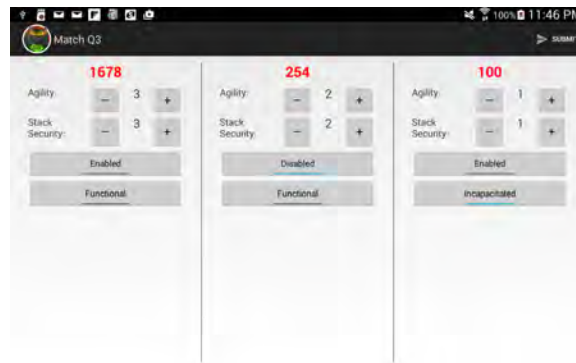 100% 11:46 PM
Match Q3
SUBMIT
1678
Agility:
− 3 +
Stack
Security:
− 3 +
Enabled
Functional
254
Agility:
− 2 +
Stack
Security:
− 2 +
Disabled
Functional
100
Agility:
− 1 +
Stack
Security:
− 1 +
Enabled
Incapacitated